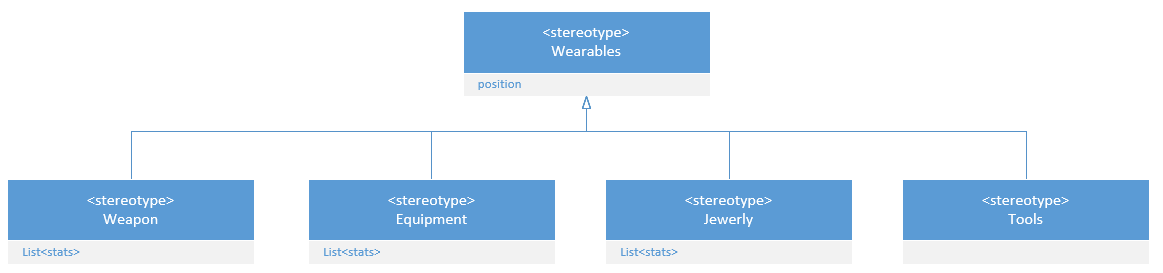 <stereotype>
Wearables
position
<stereotype>
Weapon
List<stats>
<stereotype>
Equipment
List<stats>
<stereotype>
Jewerly
List<stats>
<stereotype>
Tools